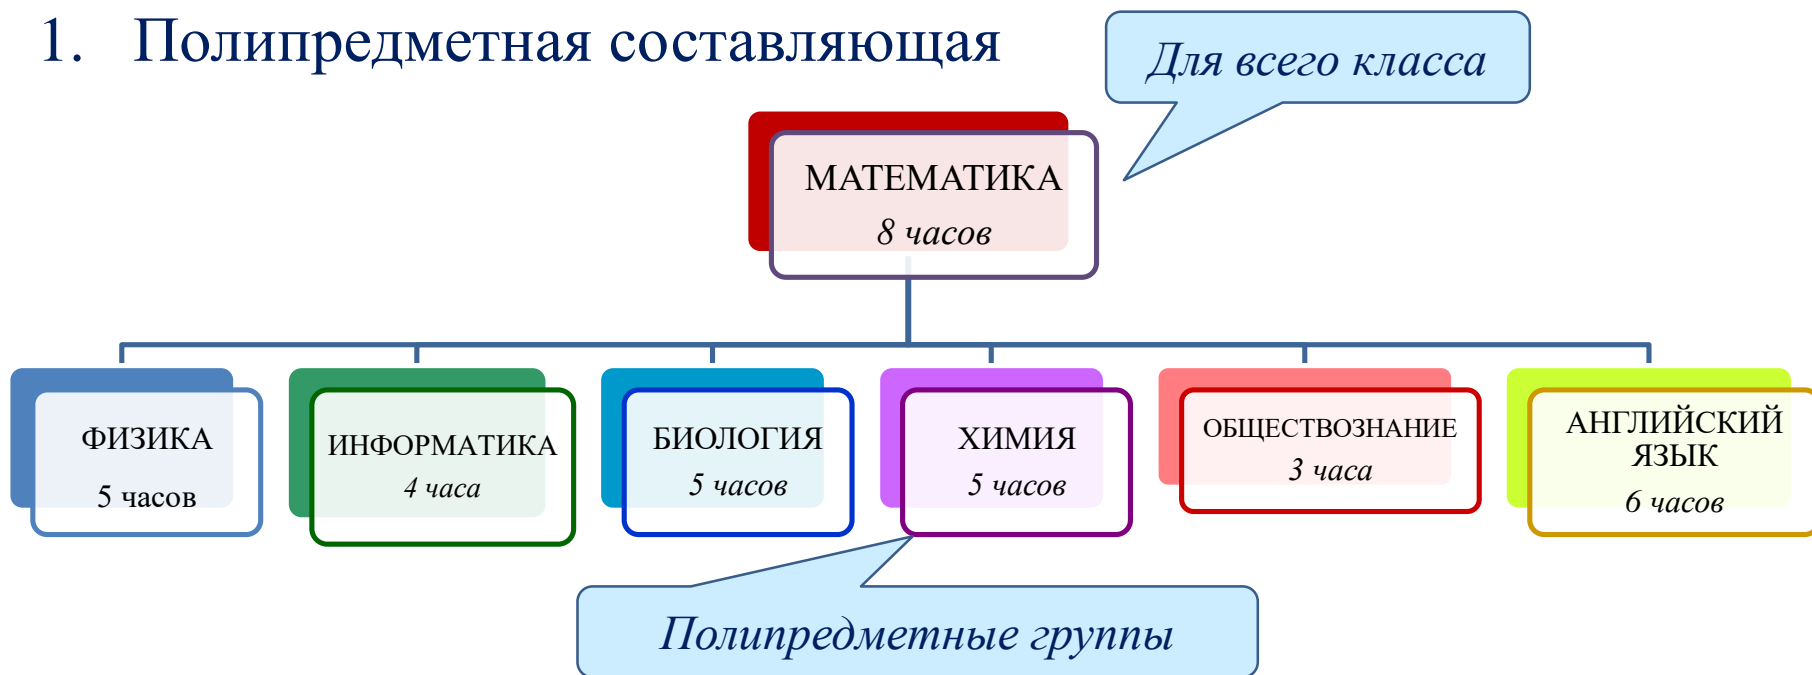 1. Полипредметная составляющая
Для всего класса
МАТЕМАТИКА
8 часов
ФИЗИКА
5 часов
ИНФОРМАТИКА
4 часа
БИОЛОГИЯ
5 часов
ХИМИЯ
5 часов
ОБЩЕСТВОЗНАНИЕ
3 часа
АНГЛИЙСКИЙ
ЯЗЫК
6 часов
Полипредметные группы